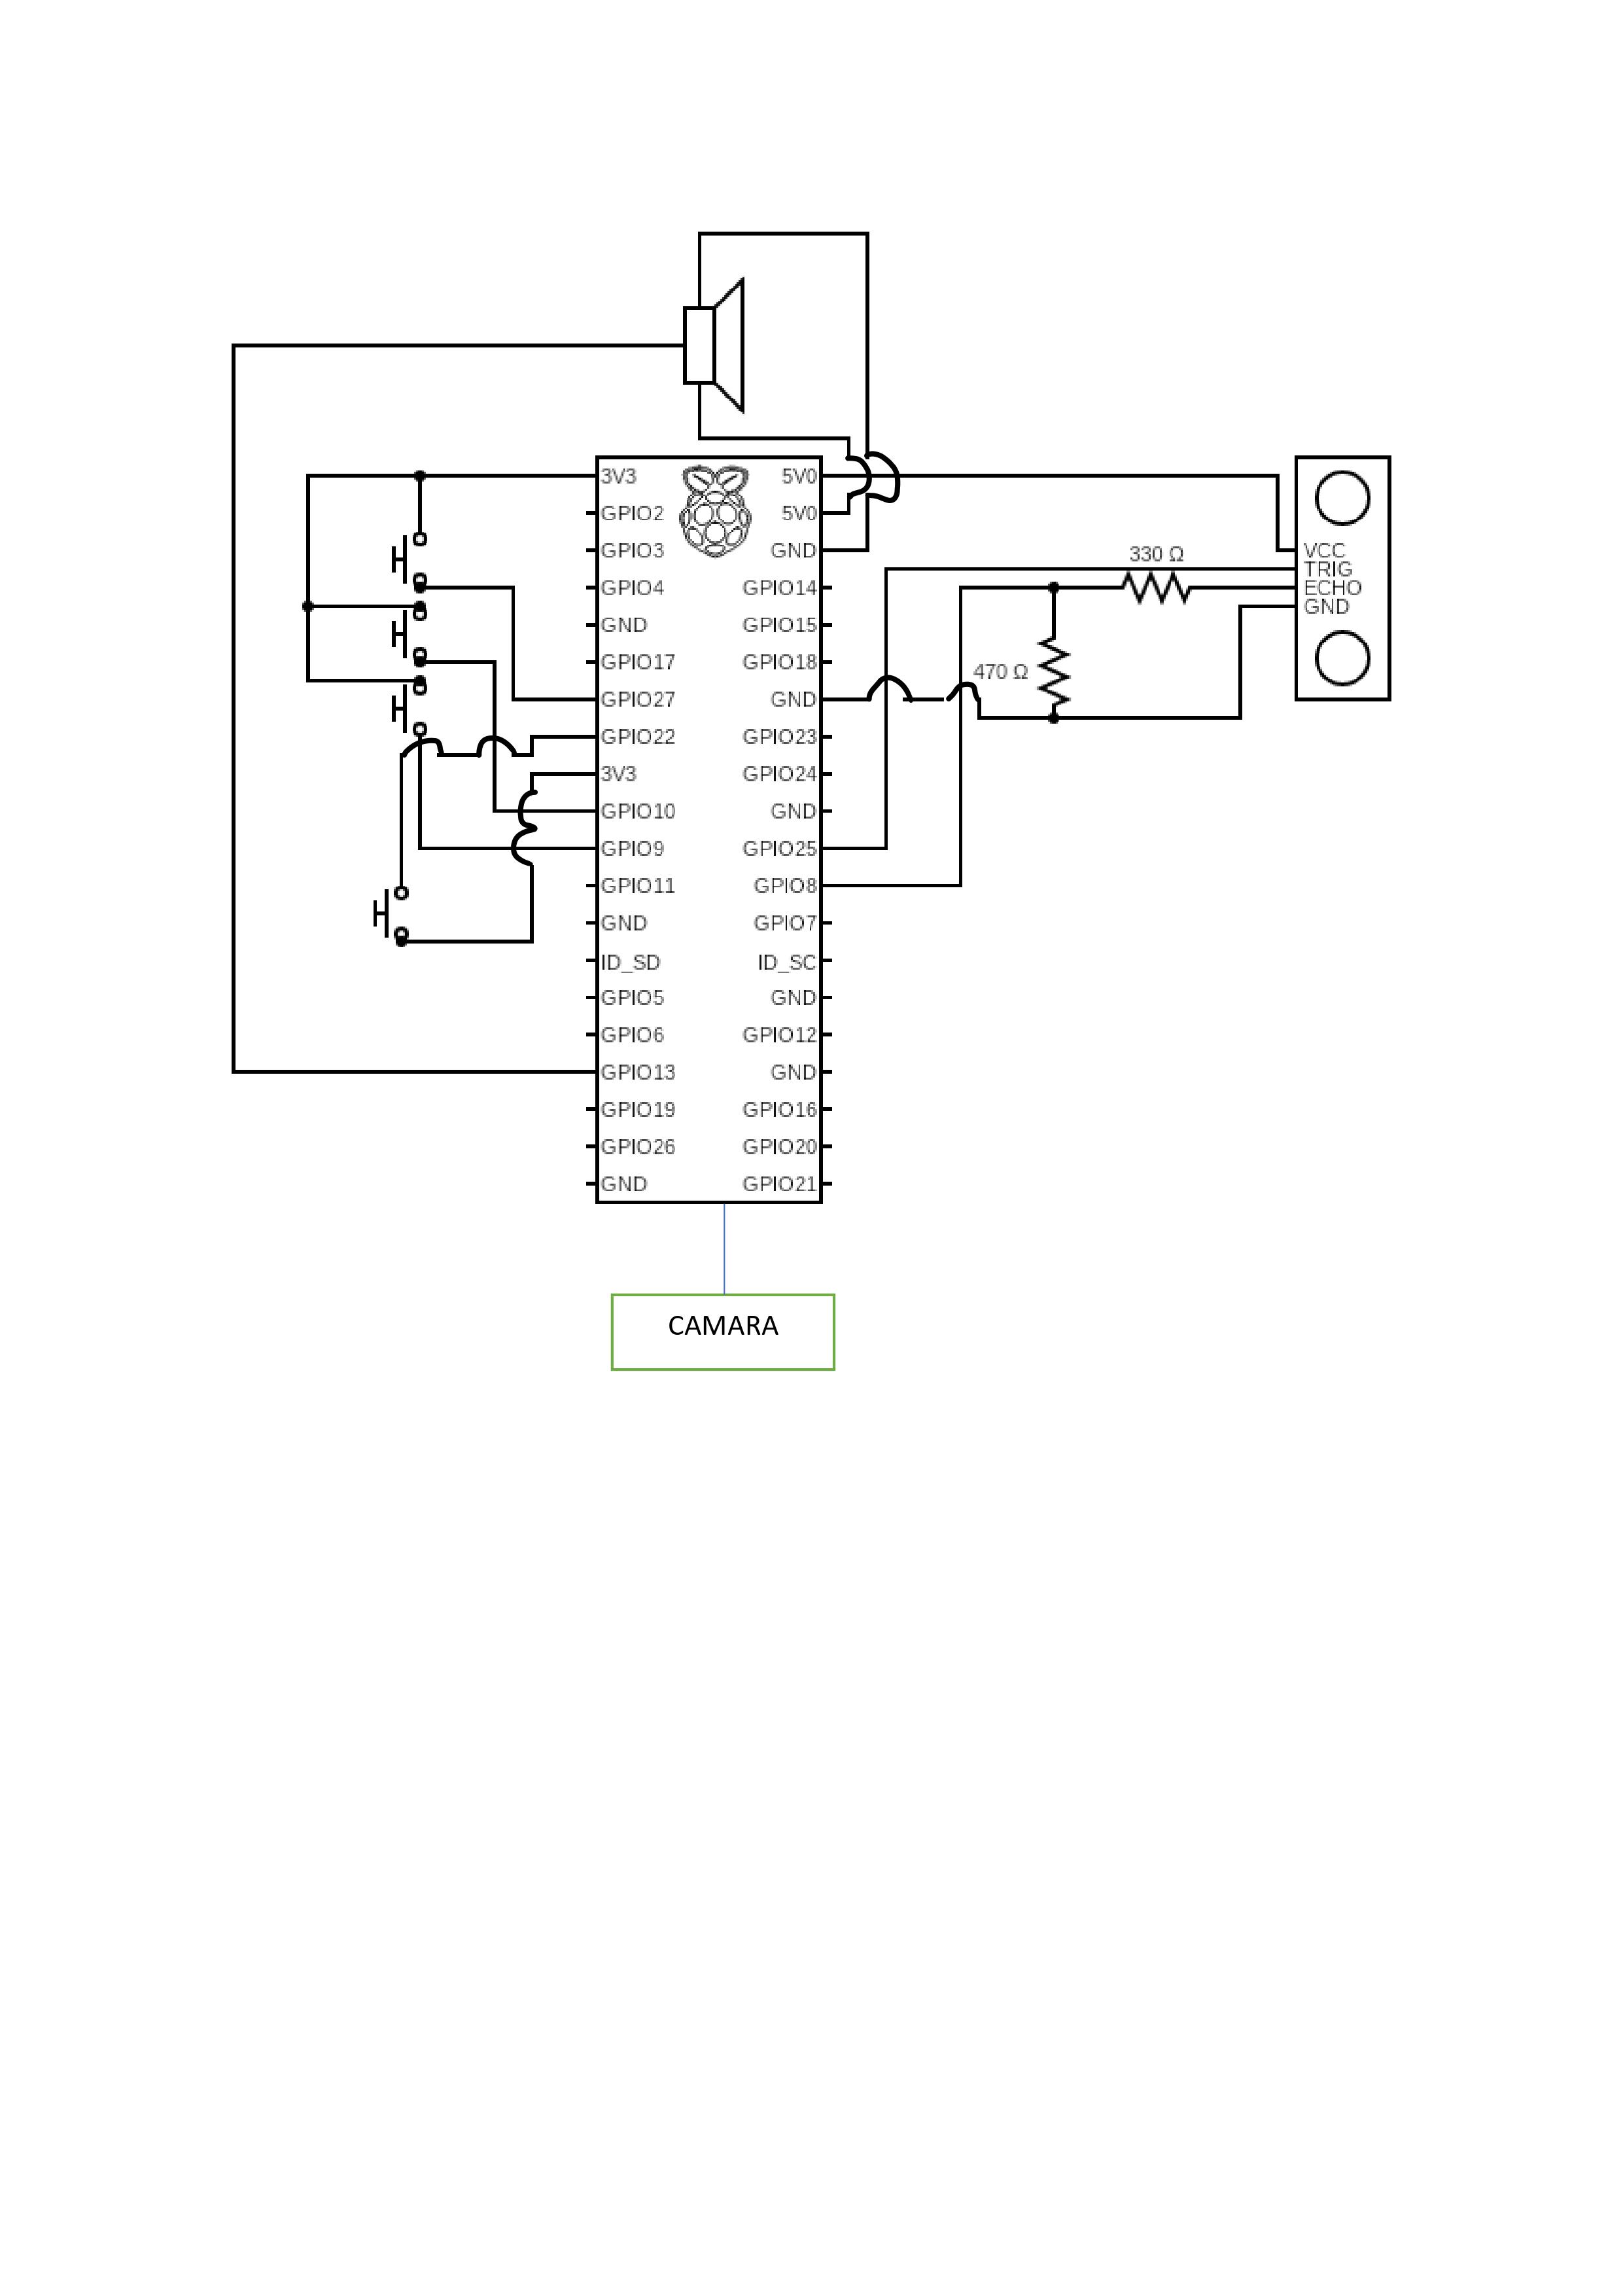 3V3
GPIO2
GPIO3
GPIO4
GND
GPIO17
GPIO27
GPIO22
3V3
GPIO10
GPIO9
GPIO11
GND
ID_SD
GPIO5
GPIO6
GPIO13
GPIO19
GPIO26
GND
5V0
5V0
GND
GPIO14
GPIO15
GPIO18
GND
GPIO23
GPIO24
GND
GPIO25
GPIO8
GPIO7
ID_SC
GND
GPIO12
GND
GPIO16
GPIO20
GPIO21
330 Ω
470 Ω
VCC
TRIG
ECHO
GND
CAMARA